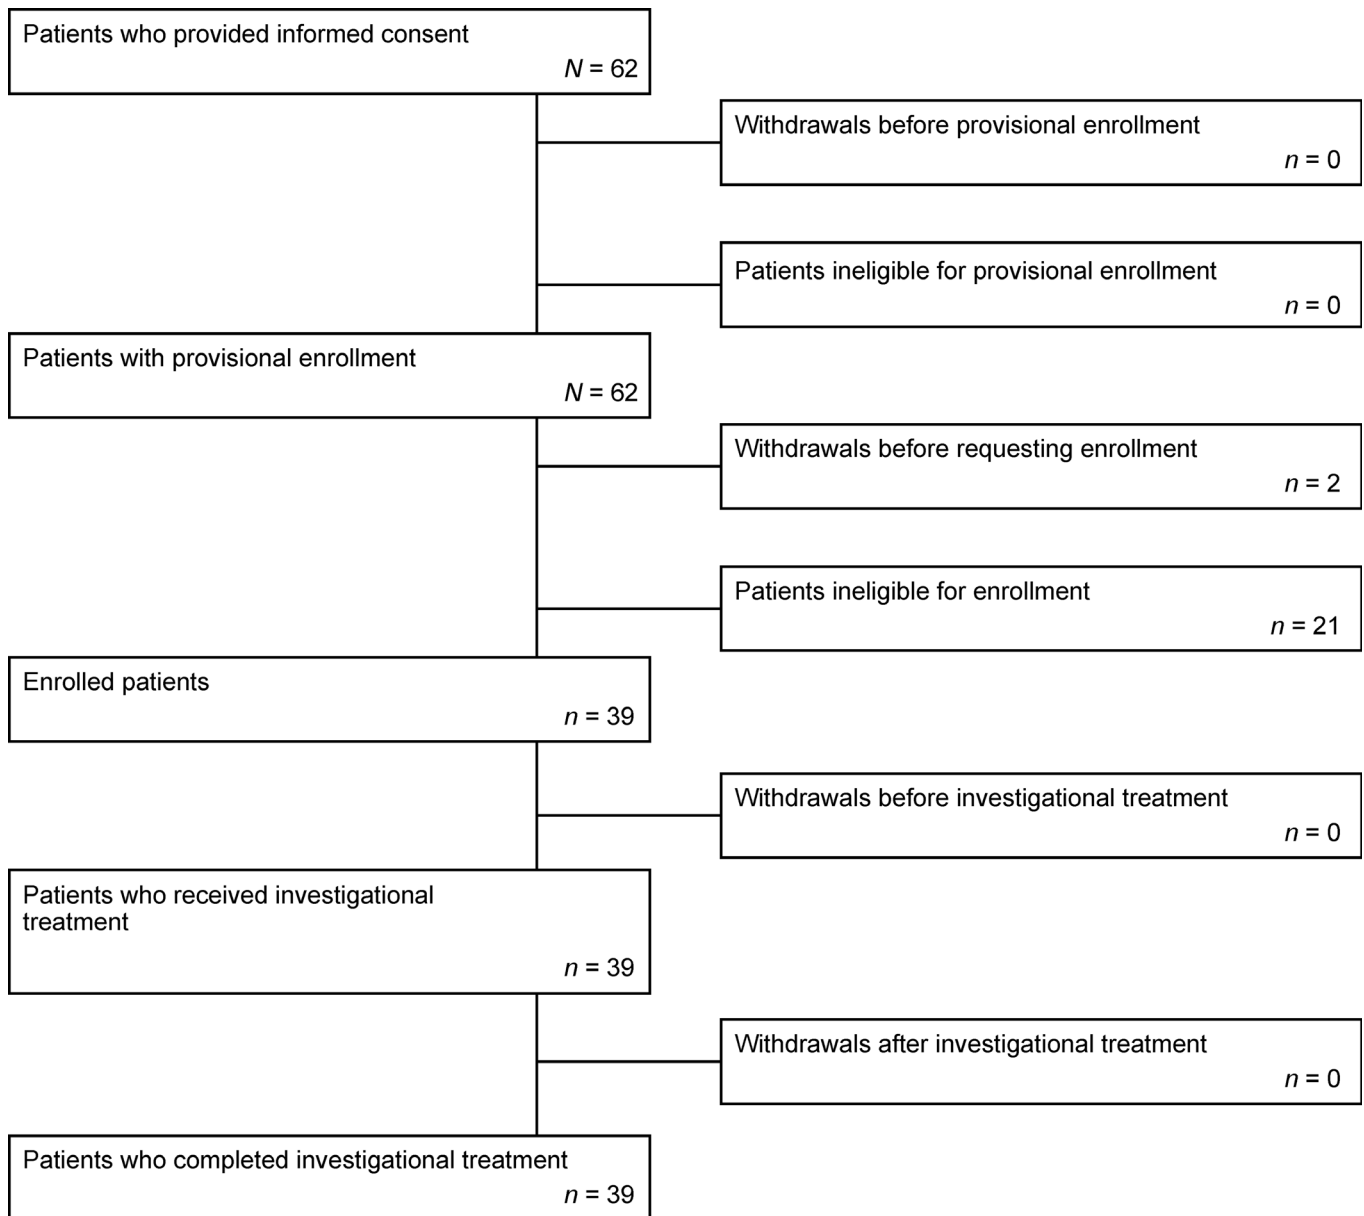 Patients who provided informed consent
N = 62
Withdrawals before provisional enrollment
n = 0
Patients ineligible for provisional enrollment
n = 0
Patients with provisional enrollment
N = 62
Withdrawals before requesting enrollment
n = 2
Patients ineligible for enrollment
n = 21
Enrolled patients
n = 39
Withdrawals before investigational treatment
n = 0
Patients who received investigational
treatment
n = 39
Withdrawals after investigational treatment
n = 0
Patients who completed investigational treatment
n = 39